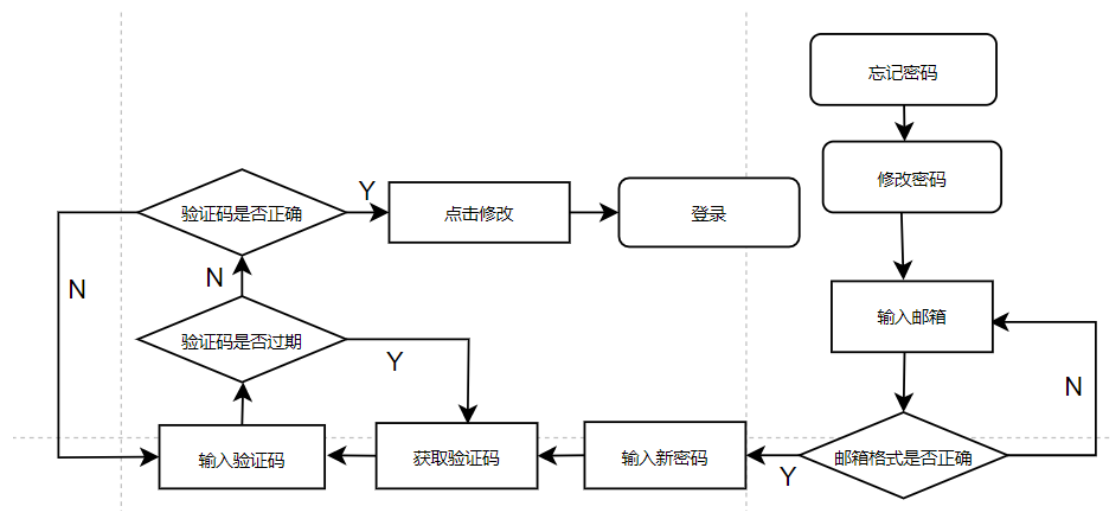 忘记密码
修改密码
验证码是否正确
Y
点击修改
登录
N
N
验证码是否过期
Y
输入邮箱
N
输入验证码
获取验证码
输入新密码
Y
邮箱格式是否正确